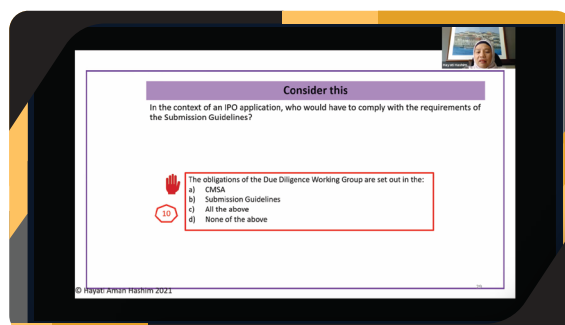 Hayati Hashim
Consider this
In the context of an IPO application, who would have to comply with the requirements of
the Submission Guidelines?
The obligations of the Due Diligence Working Group are set out in the:
a) CMSA
b) Submission Guidelines
c) All the above
d) None of the above
10
© Hayati Aman Hashim 2021